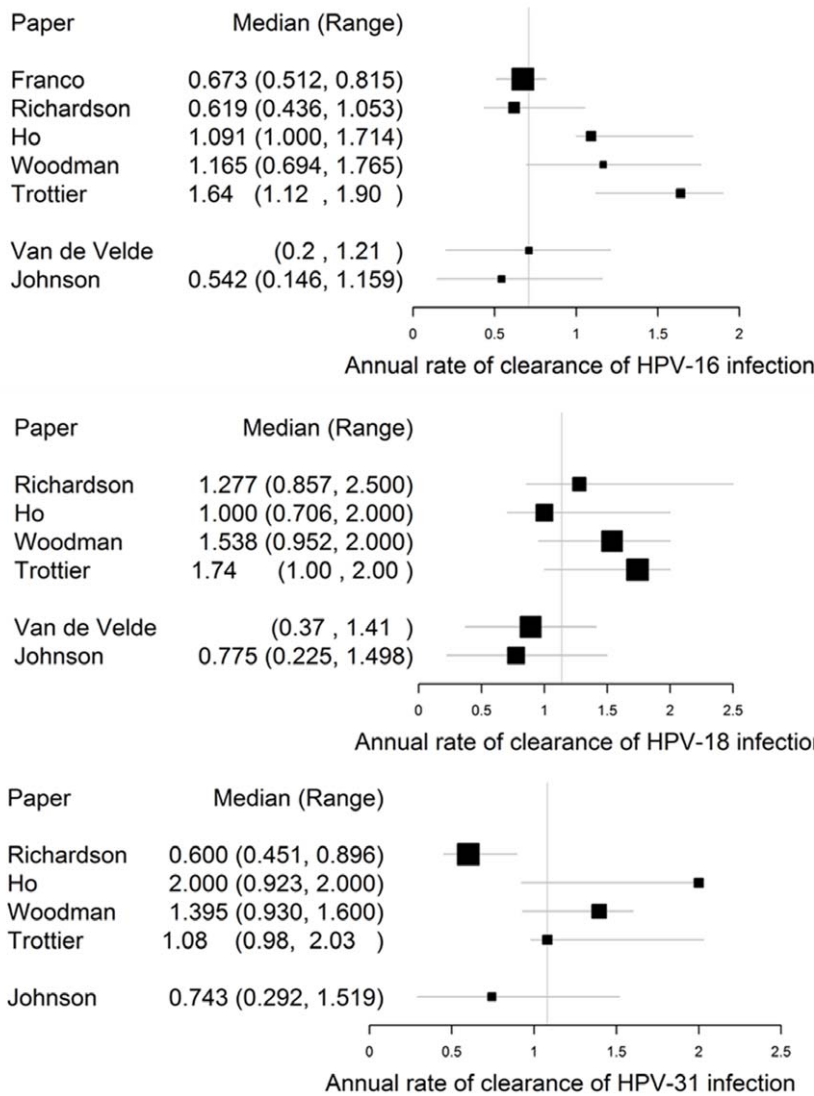 Paper Median (Range)
Franco 0.673 (0.512, 0.815)
Richardson 0.619 (0.436, 1.053)
Ho 1.091 (1.000, 1.714)
Woodman 1.165 (0.694, 1.765)
Trottier 1.64 (1.12 , 1.90 )
Van de Velde (0.2 , 1.21 )
Johnson 0.542 (0.146, 1.159)
0 0.5 1 1.5 2
Annual rate of clearance of HPV-16 infection
Paper Median (Range)
Richardson 1.277 (0.857, 2.500)
Ho 1.000 (0.706, 2.000)
Woodman 1.538 (0.952, 2.000)
Trottier 1.74 (1.00 , 2.00 )
Van de Velde (0.37 , 1.41 )
Johnson 0.775 (0.225, 1.498)
0 0.5 1 1.5 2 2.5
Annual rate of clearance of HPV-18 infection
Paper Median (Range)
Richardson 0.600 (0.451, 0.896)
Ho 2.000 (0.923, 2.000)
Woodman 1.395 (0.930, 1.600)
Trottier 1.08 (0.98, 2.03 )
Johnson 0.743 (0.292, 1.519)
0 0.5 1 1.5 2 2.5
Annual rate of clearance of HPV-31 infection